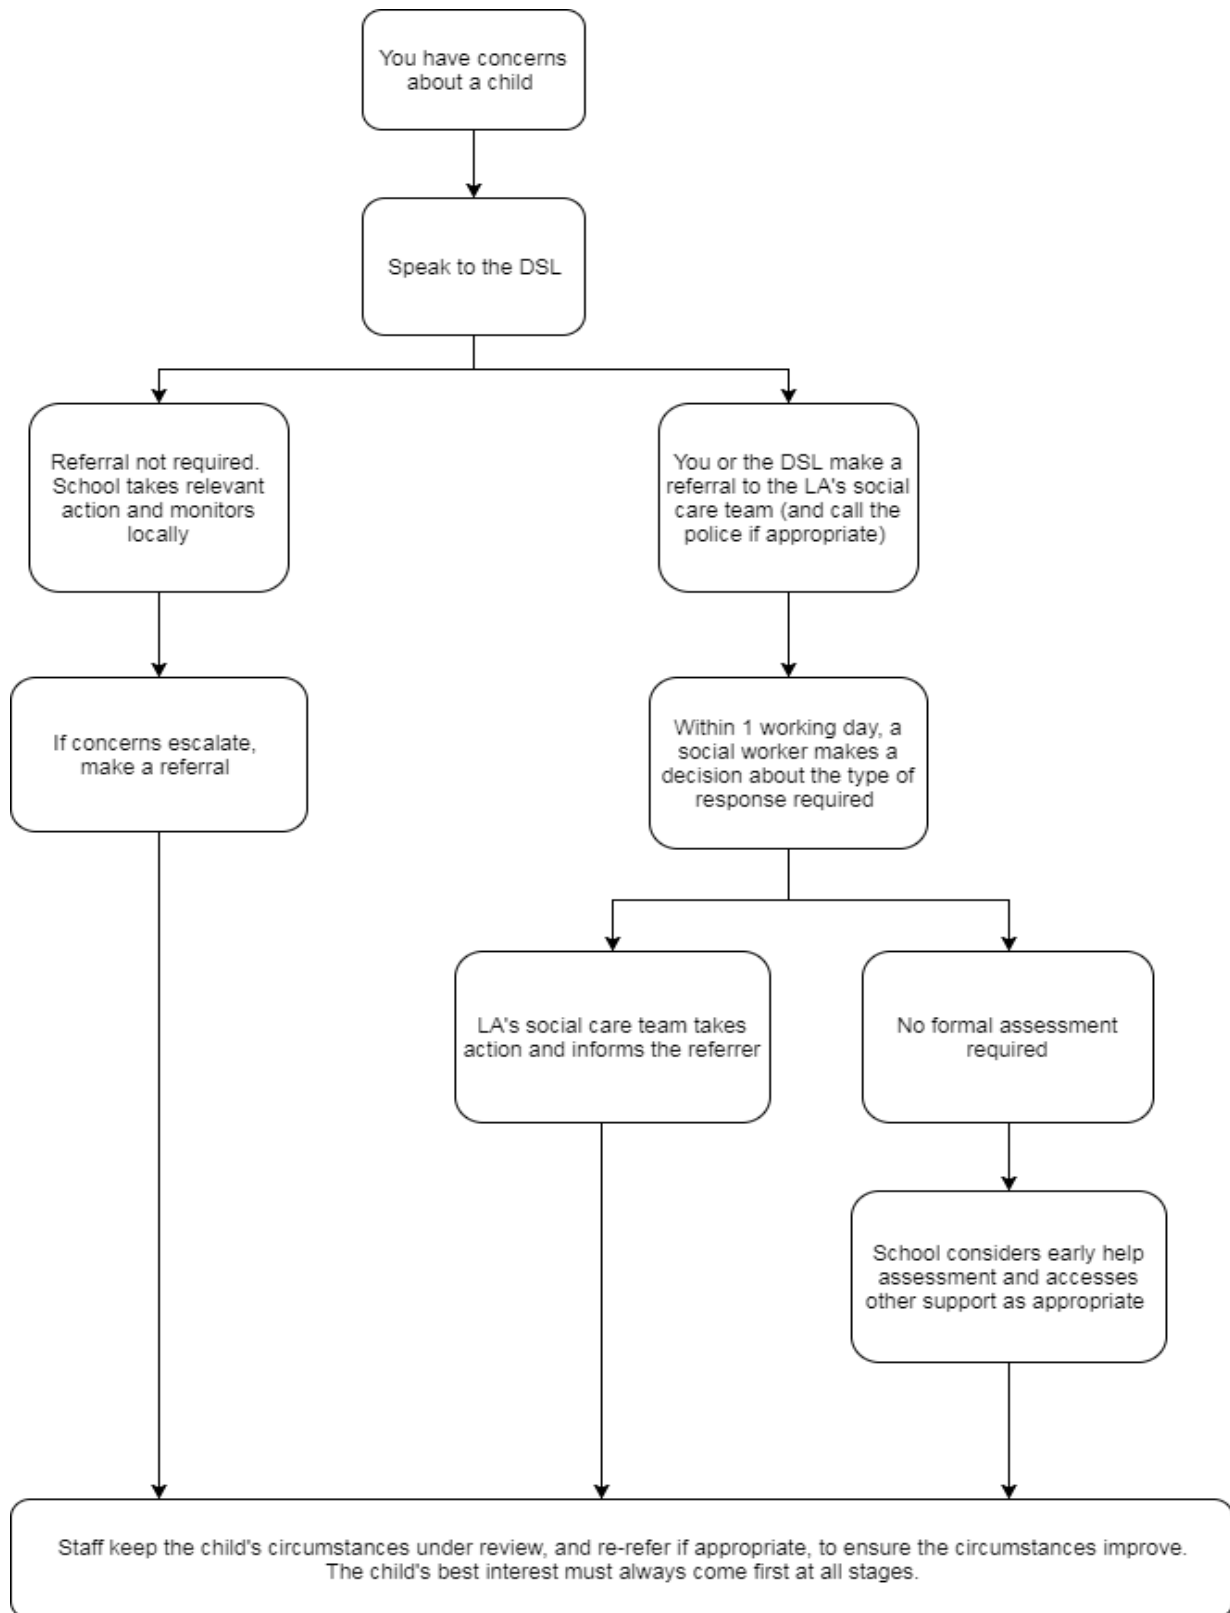 You have concerns
about a child
Speak to the DSL
Referral not required.
School takes relevant
action and monitors
locally
You or the DSL make a
referral to the LA's social
care team (and call the
police if appropriate)
If concerns escalate,
make a referral
Within 1 working day, a
social worker makes a
decision about the type of
response required
LA's social care team takes
action and informs the referrer
No formal assessment
required
School considers early help
assessment and accesses
other support as appropriate
Staff keep the child's circumstances under review, and re-refer if appropriate, to ensure the circumstances improve.
The child's best interest must always come first at all stages.